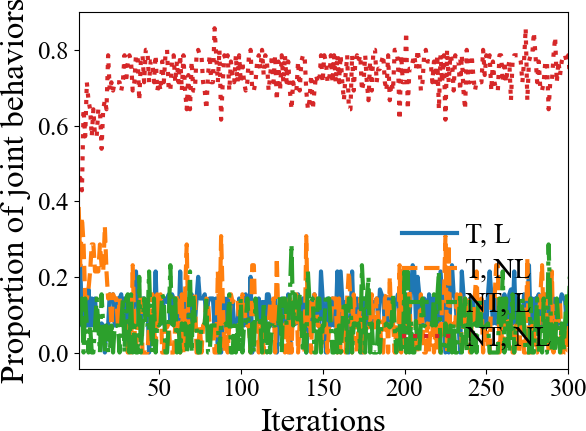 Proportion of joint behaviors
0.8
0.6
0.4
0.2
0.0
T, L
T, NL
NT, L
NT, NL
50
100
150
200
250
300
Iterations